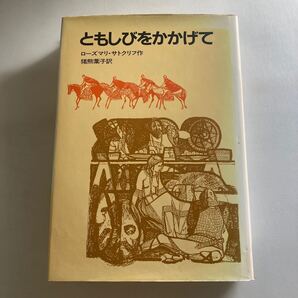 ともしびをかかげて
ローズマリ・サトクリフ作
猪熊葉子訳